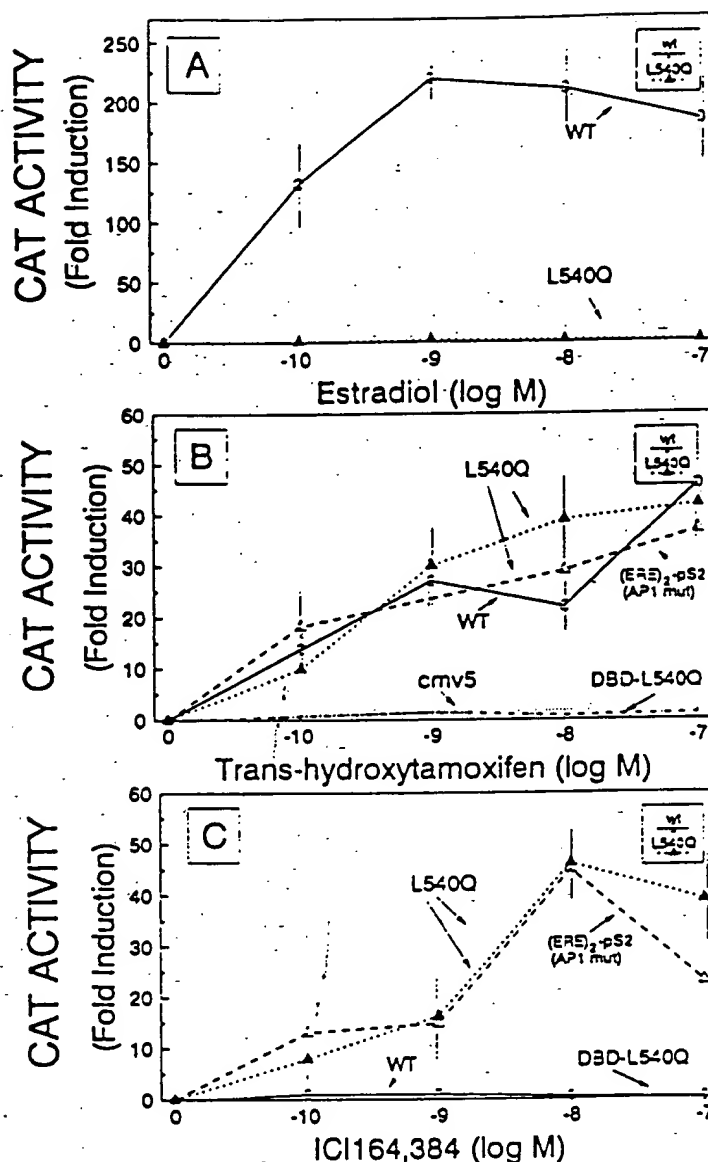 CAT ACTIVITY
(Fold Induction)
A
250
200
150
100
50
0
wt
L540Q
WT
L540Q
0
-10
-9
-8
-7
Estradiol (log M)
CAT ACTIVITY
(Fold Induction)
B
60
50
40
30
20
10
0
wt
L540Q
L540Q
(ERE)2-pS2
(AP1 mut)
WT
cmv5
DBD-L540Q
0
-10
-9
-8
-7
Trans-hydroxytamoxifen (log M)
CAT ACTIVITY
(Fold Induction)
C
60
50
40
30
20
10
0
wt
L540Q
L540Q
(ERE)2-pS2
(AP1 mut)
WT
DBD-L540Q
0
-10
-9
-8
-7
ICI164,384 (log M)